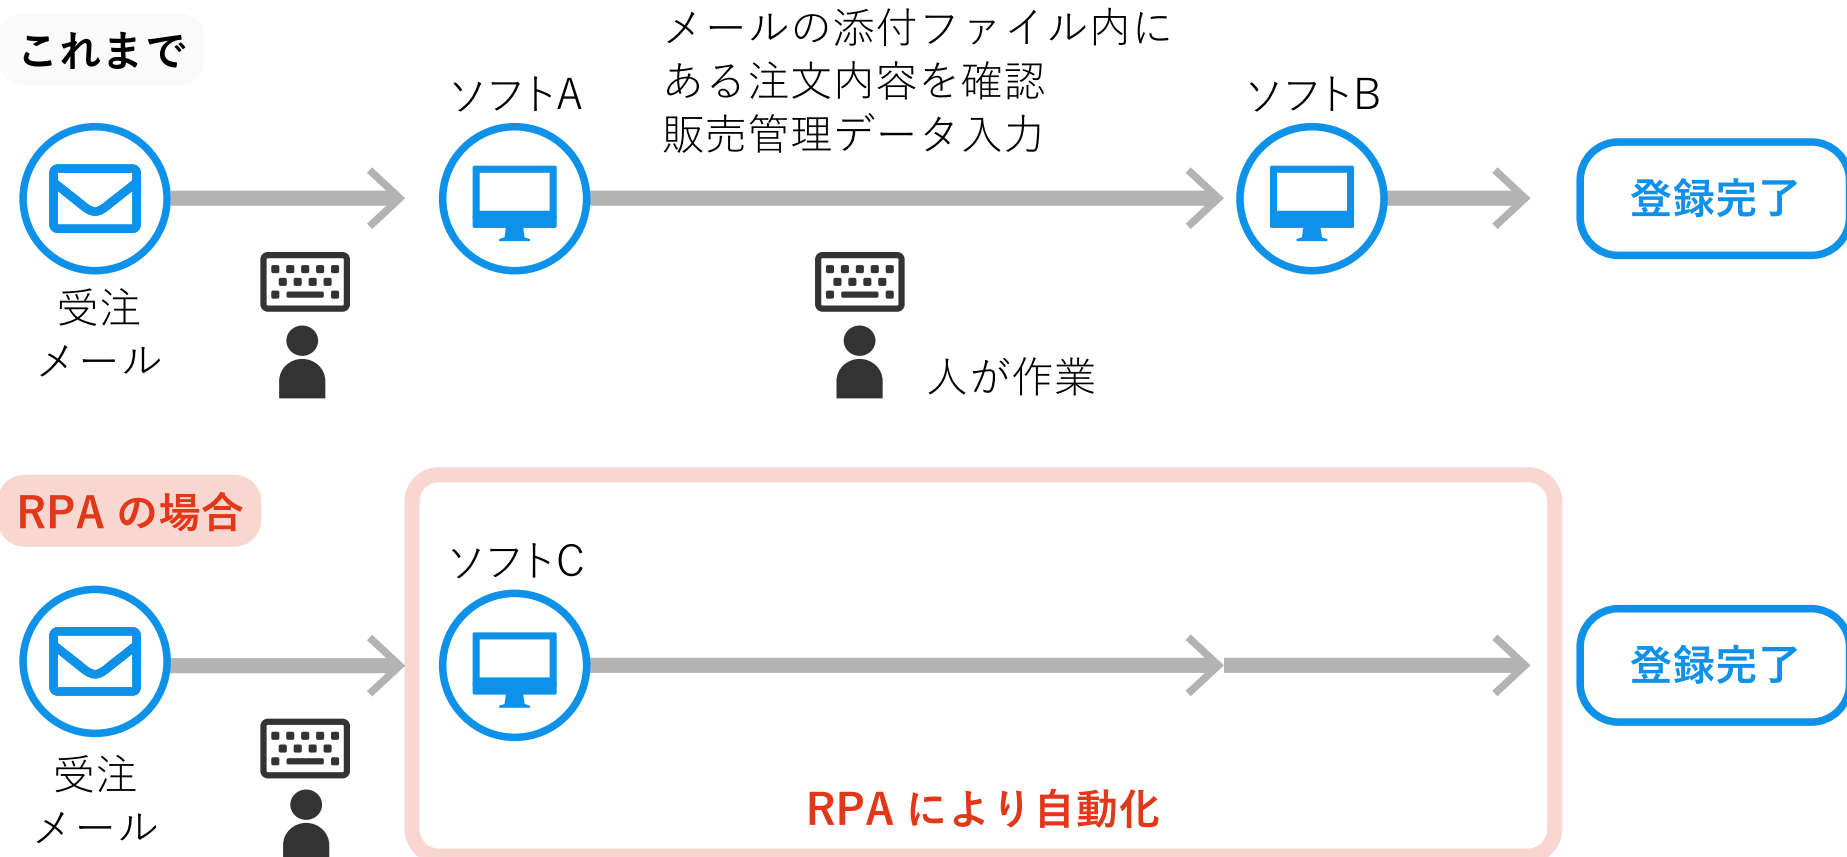 これまで
メールの添付ファイル内に
ある注文内容を確認
販売管理データ入力
ソフトA
ソフトB
登録完了
受注
メール
人が作業
RPA の場合
ソフトC
登録完了
受注
メール
RPA により自動化